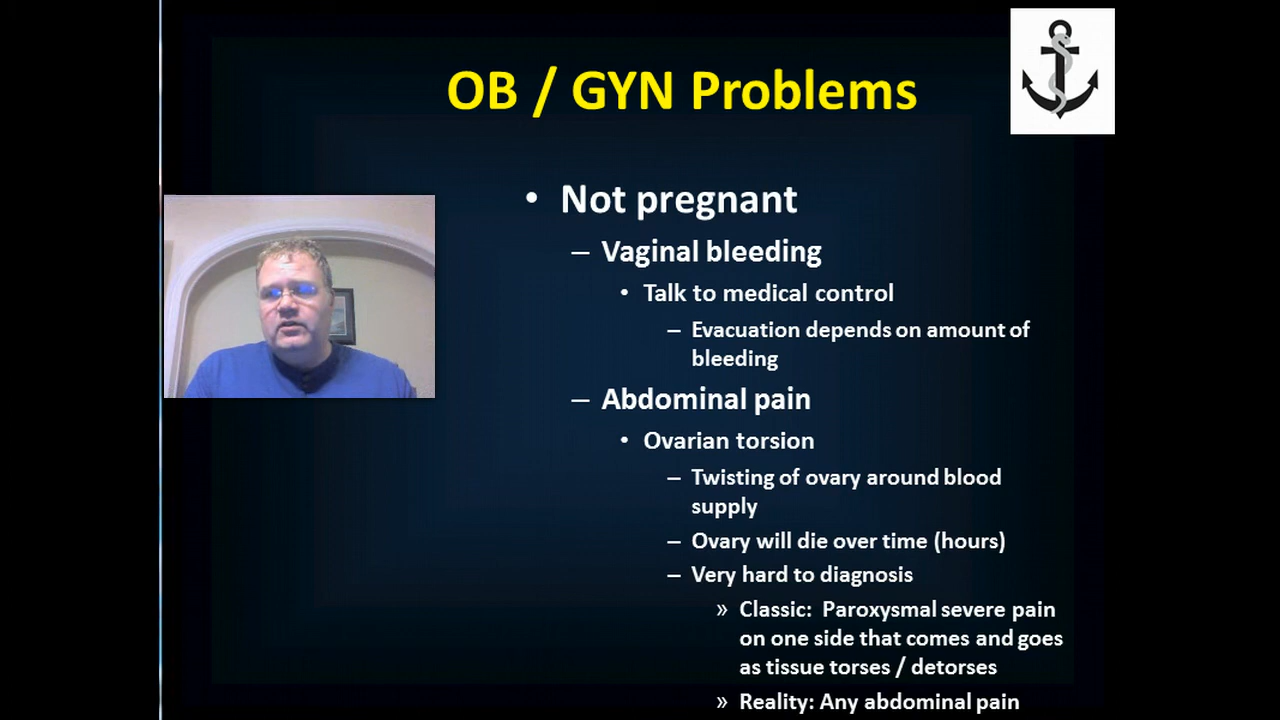 OB / GYN Problems
• Not pregnant
– Vaginal bleeding
• Talk to medical control
– Evacuation depends on amount of
bleeding
– Abdominal pain
• Ovarian torsion
– Twisting of ovary around blood
supply
– Ovary will die over time (hours)
– Very hard to diagnosis
» Classic: Paroxysmal severe pain
on one side that comes and goes
as tissue torses / detorses
» Reality: Any abdominal pain